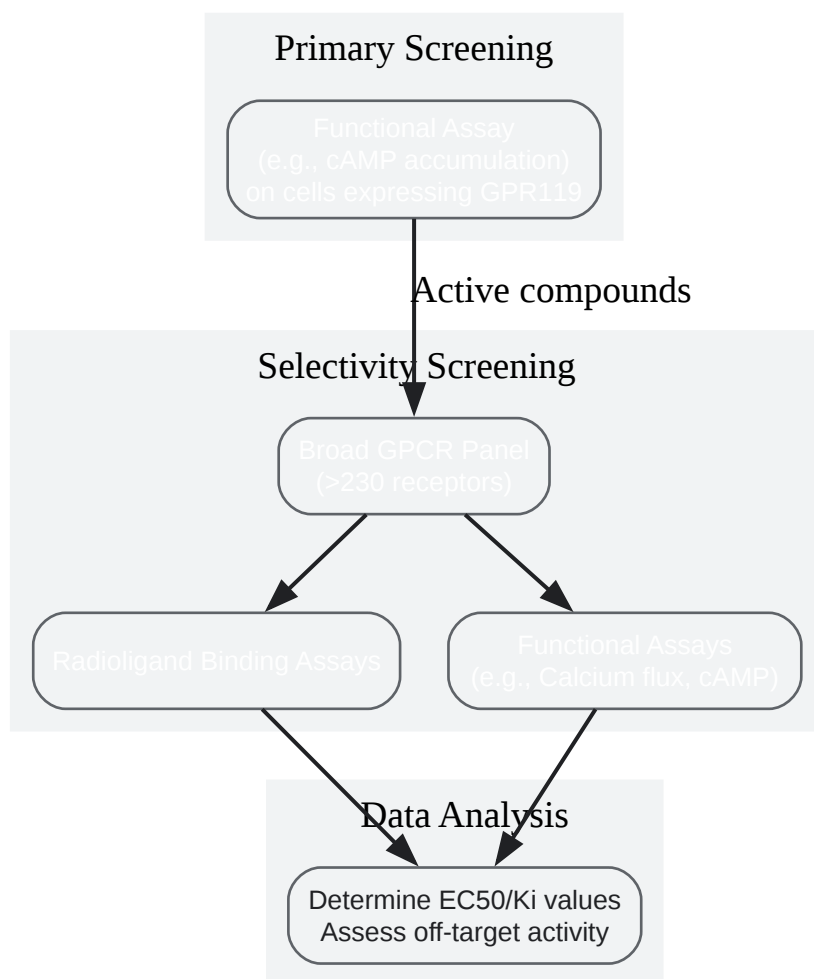 Primary Screening
Functional Assay
(e.g., cAMP accumulation)
on cells expressing GPR119
Active compounds
Selectivity Screening
Broad GPCR Panel
(>230 receptors)
Radioligand Binding Assays
Functional Assays
(e.g., Calcium flux, cAMP)
Data Analysis
Determine EC50/Ki values
Assess off-target activity